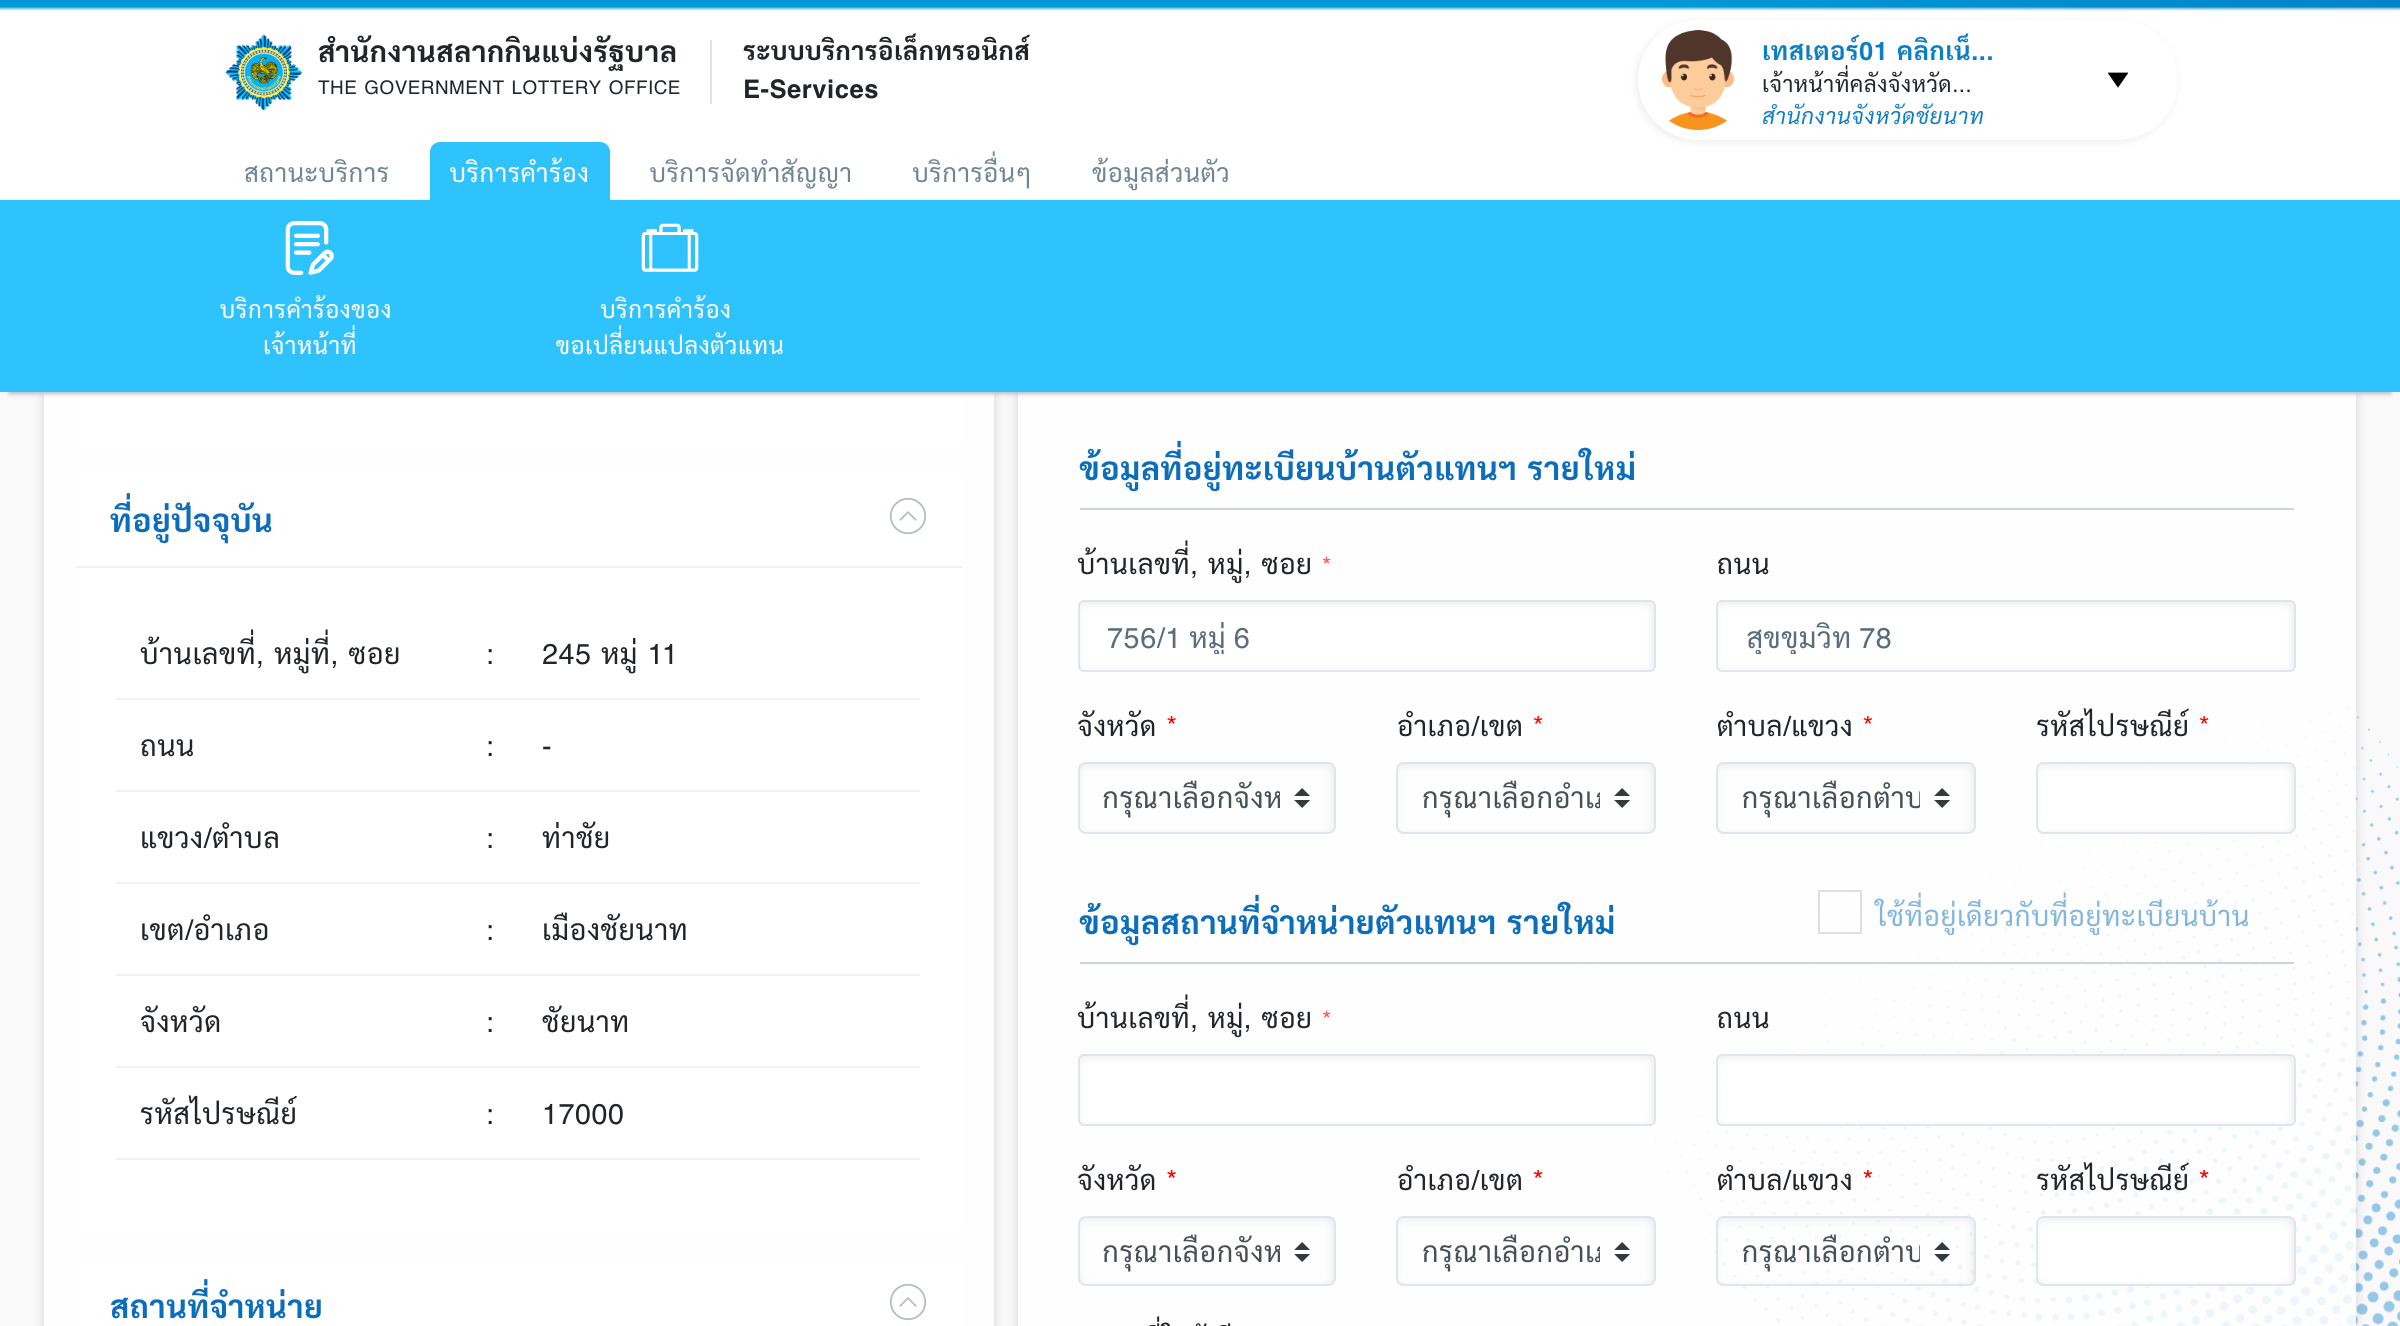 สำนักงานสลากกินแบ่งรัฐบาล
THE GOVERNMENT LOTTERY OFFICE
ระบบบริการอิเล็กทรอนิกส์
E-Services
เทสเตอร์01 คลิกเน็...
เจ้าหน้าที่คลังจังหวัด...
สำนักงานจังหวัดชัยนาท
สถานะบริการ
บริการคำร้อง
บริการจัดทำสัญญา
บริการอื่นๆ
ข้อมูลส่วนตัว
บริการคำร้องของ
เจ้าหน้าที่
บริการคำร้อง
ขอเปลี่ยนแปลงตัวแทน
ที่อยู่ปัจจุบัน
บ้านเลขที่, หมู่ที่, ซอย : 245 หมู่ 11
ถนน : -
แขวง/ตำบล : ท่าชัย
เขต/อำเภอ : เมืองชัยนาท
จังหวัด : ชัยนาท
รหัสไปรษณีย์ : 17000
สถานที่จำหน่าย
ข้อมูลที่อยู่ทะเบียนบ้านตัวแทนฯ รายใหม่
บ้านเลขที่, หมู่, ซอย *
ถนน
756/1 หมู่ 6
สุขขุมวิท 78
จังหวัด *
อำเภอ/เขต *
ตำบล/แขวง *
รหัสไปรษณีย์ *
กรุณาเลือกจังห
กรุณาเลือกอำเภ
กรุณาเลือกตำบ
ข้อมูลสถานที่จำหน่ายตัวแทนฯ รายใหม่
ใช้ที่อยู่เดียวกับที่อยู่ทะเบียนบ้าน
บ้านเลขที่, หมู่, ซอย *
ถนน
จังหวัด *
อำเภอ/เขต *
ตำบล/แขวง *
รหัสไปรษณีย์ *
กรุณาเลือกจังห
กรุณาเลือกอำเภ
กรุณาเลือกตำบ